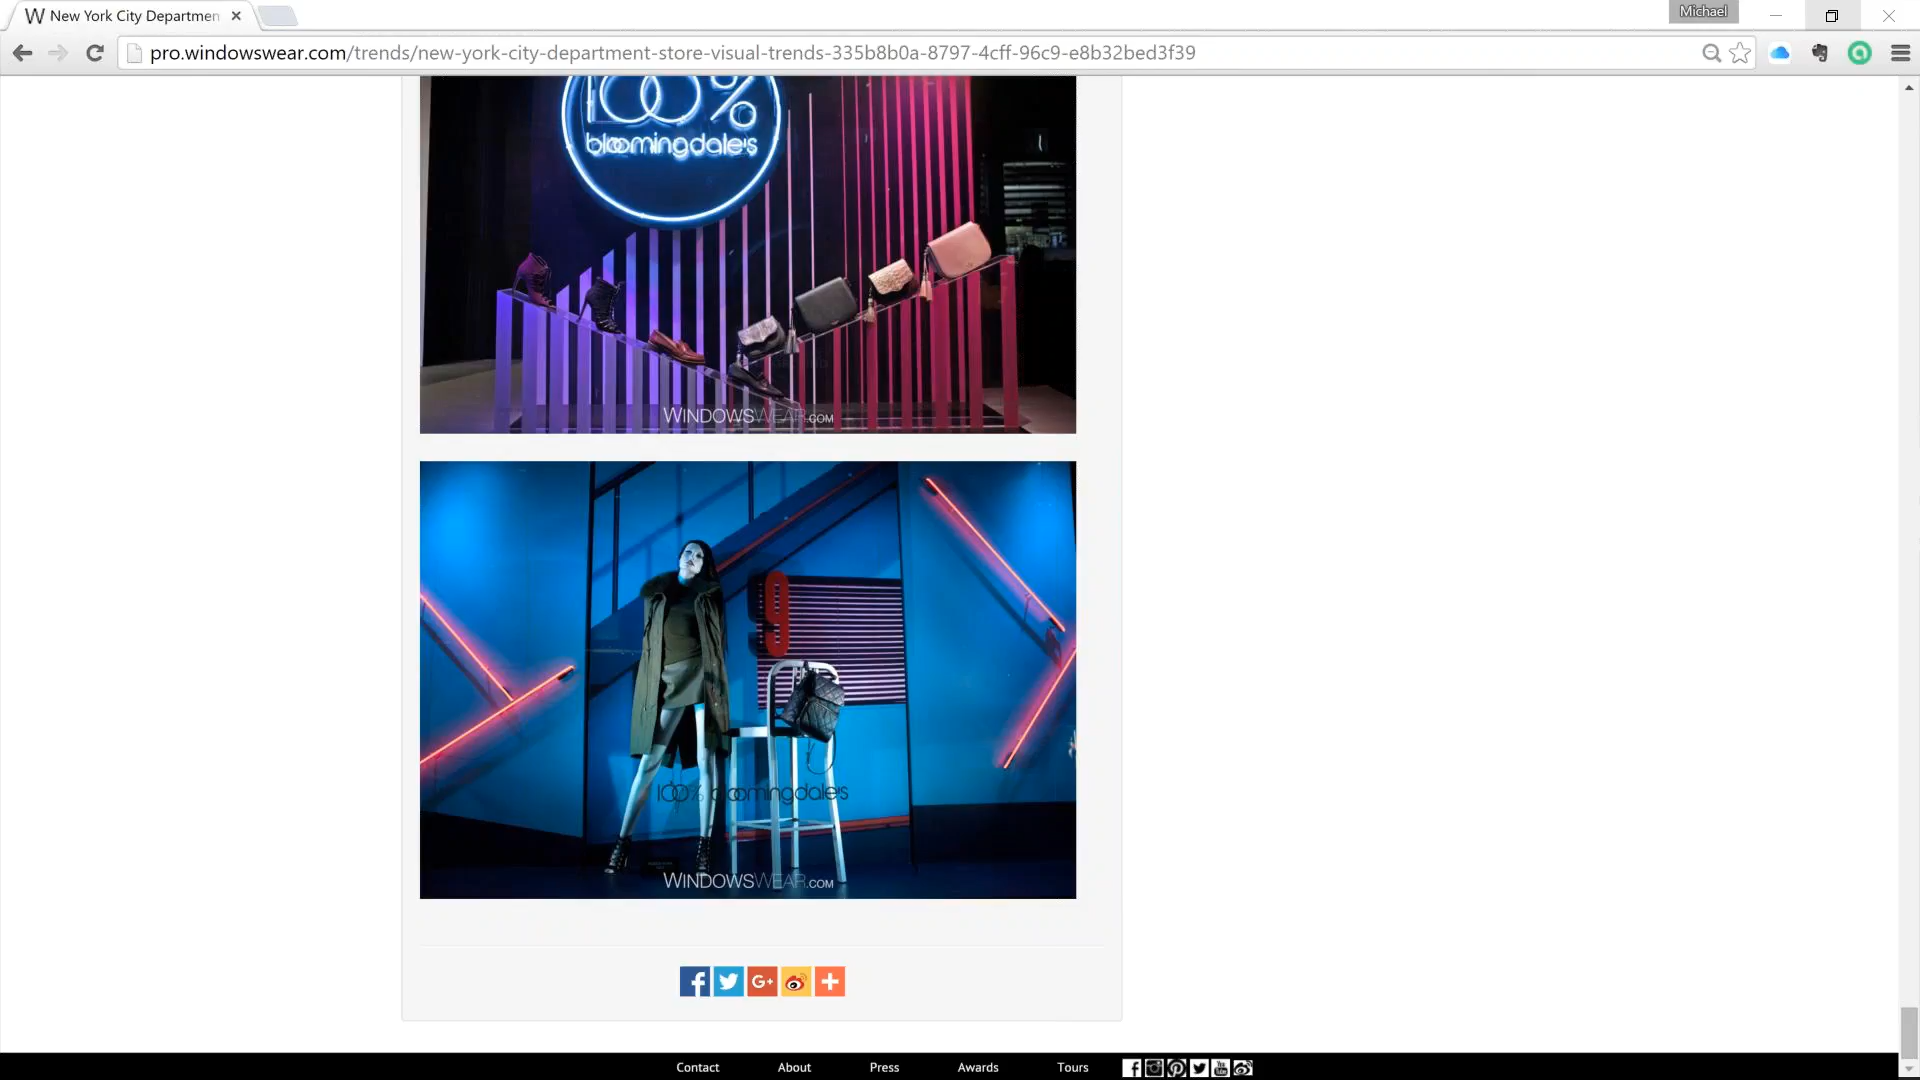 New York City Departmen
Michael
pro.windowswear.com/trends/new-york-city-department-store-visual-trends-335b8b0a-8797-4cff-96c9-e8b32bed3f39
100%
bloomingdale's
WINDOWSWEAR.COM
9
100% bloomingdale's
WINDOWSWEAR.COM
Contact About Press Awards Tours